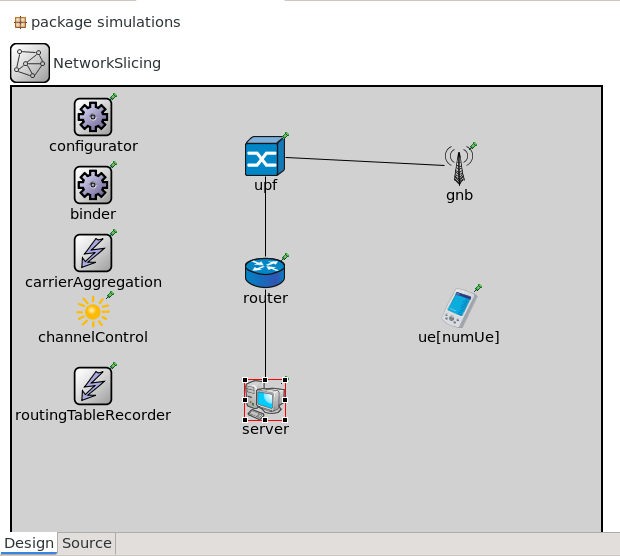 package simulations
NetworkSlicing
configurator
upf
gnb
binder
carrierAggregation
router
channelControl
ue[numUe]
routingTableRecorder
server
Design
Source